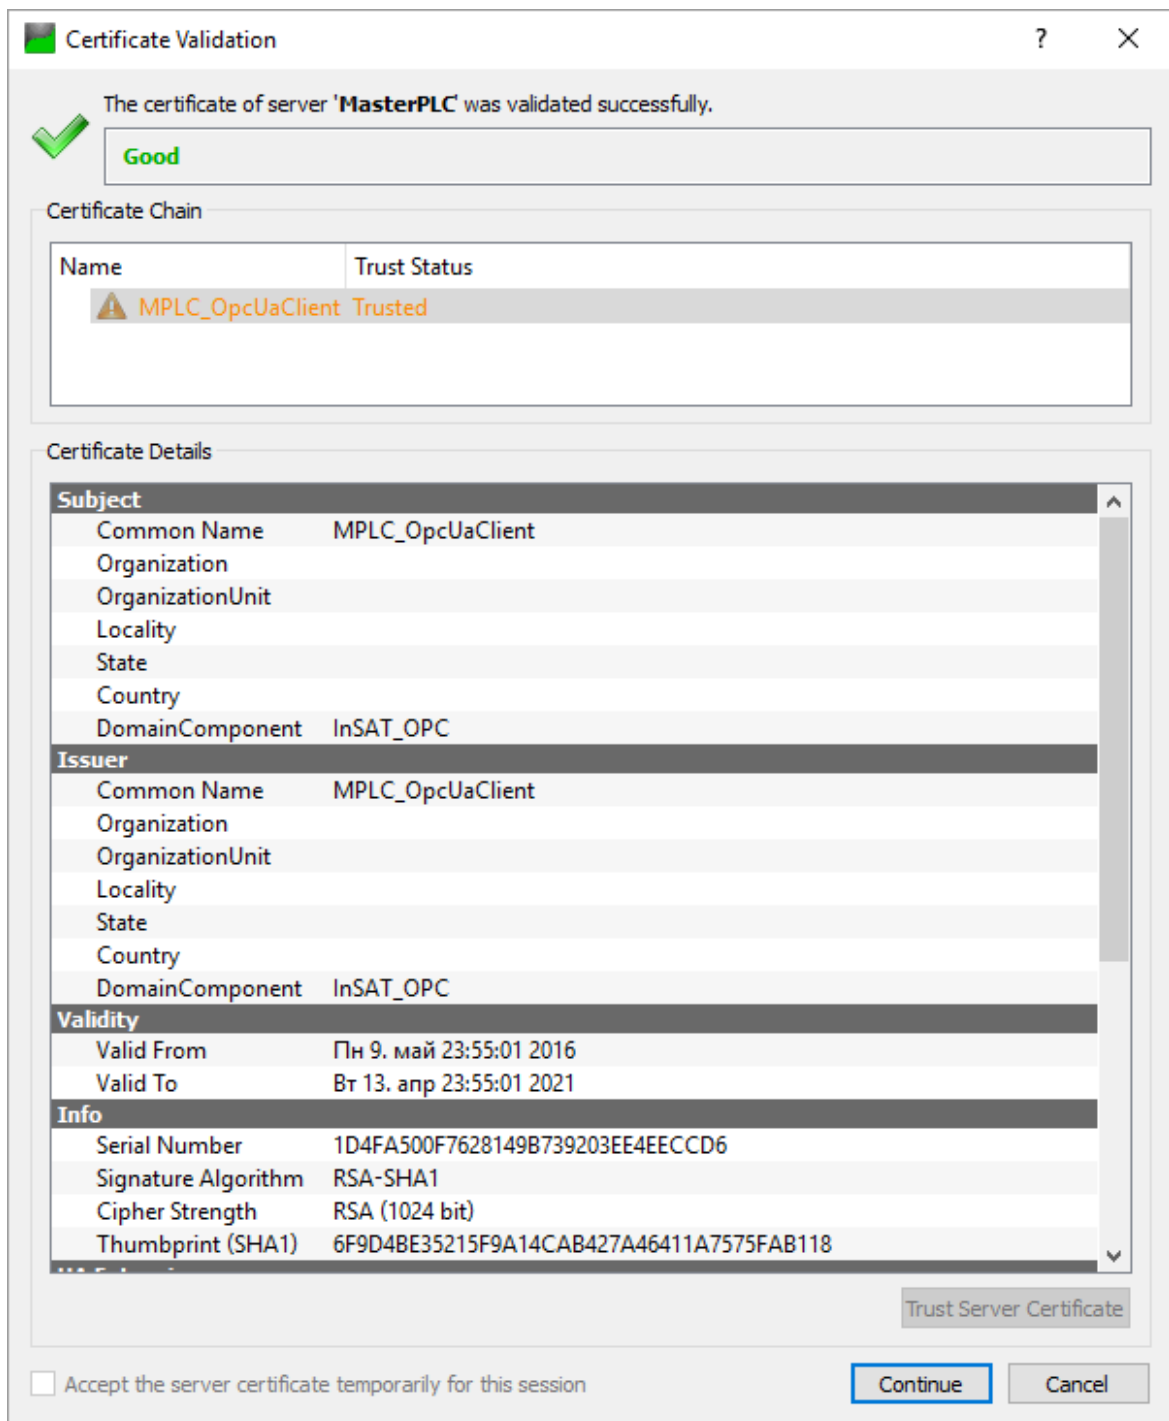 Certificate Validation
?
The certificate of server 'MasterPLC' was validated successfully.
Good
Certificate Chain
Name Trust Status
MPLC_OpcUaClient Trusted
Certificate Details
Subject
Common Name MPLC_OpcUaClient
Organization
OrganizationUnit
Locality
State
Country
DomainComponent InSAT_OPC
Issuer
Common Name MPLC_OpcUaClient
Organization
OrganizationUnit
Locality
State
Country
DomainComponent InSAT_OPC
Validity
Valid From Пн 9. май 23:55:01 2016
Valid To Вт 13. апр 23:55:01 2021
Info
Serial Number 1D4FA500F7628149B739203EE4EECCD6
Signature Algorithm RSA-SHA1
Cipher Strength RSA (1024 bit)
Thumbprint (SHA1) 6F9D4BE35215F9A14CAB427A46411A7575FAB118
Trust Server Certificate
Accept the server certificate temporarily for this session
Continue Cancel